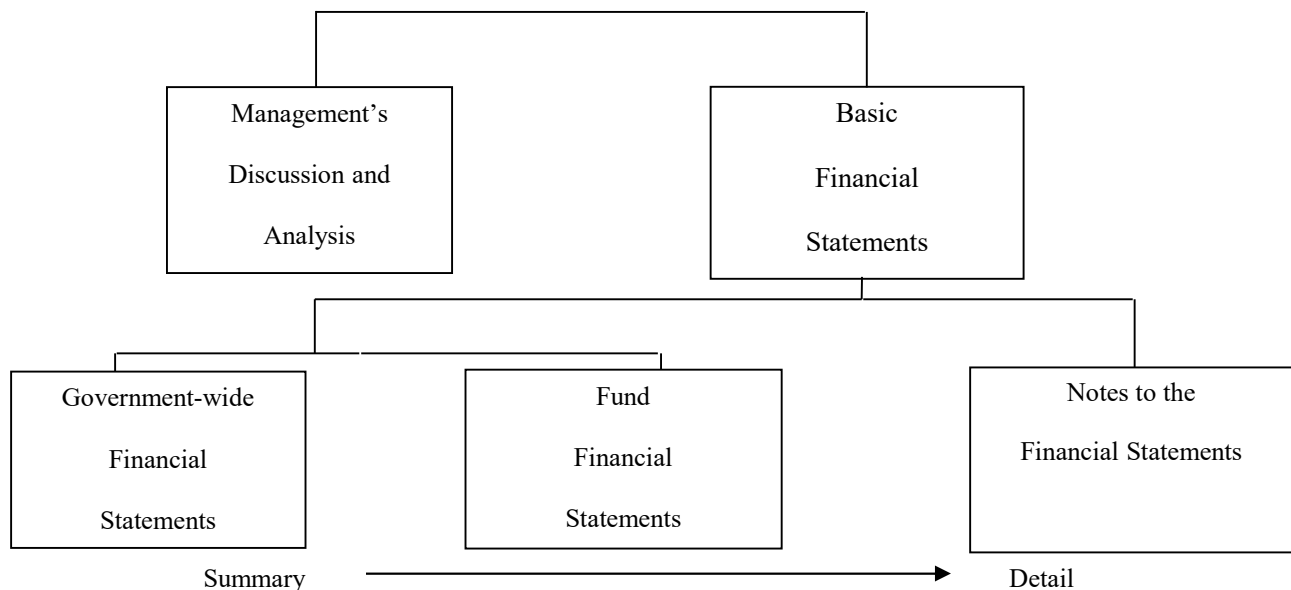 Management’s
Discussion and
Analysis
Basic
Financial
Statements
Government-wide
Financial
Statements
Fund
Financial
Statements
Notes to the
Financial Statements
Summary
Detail